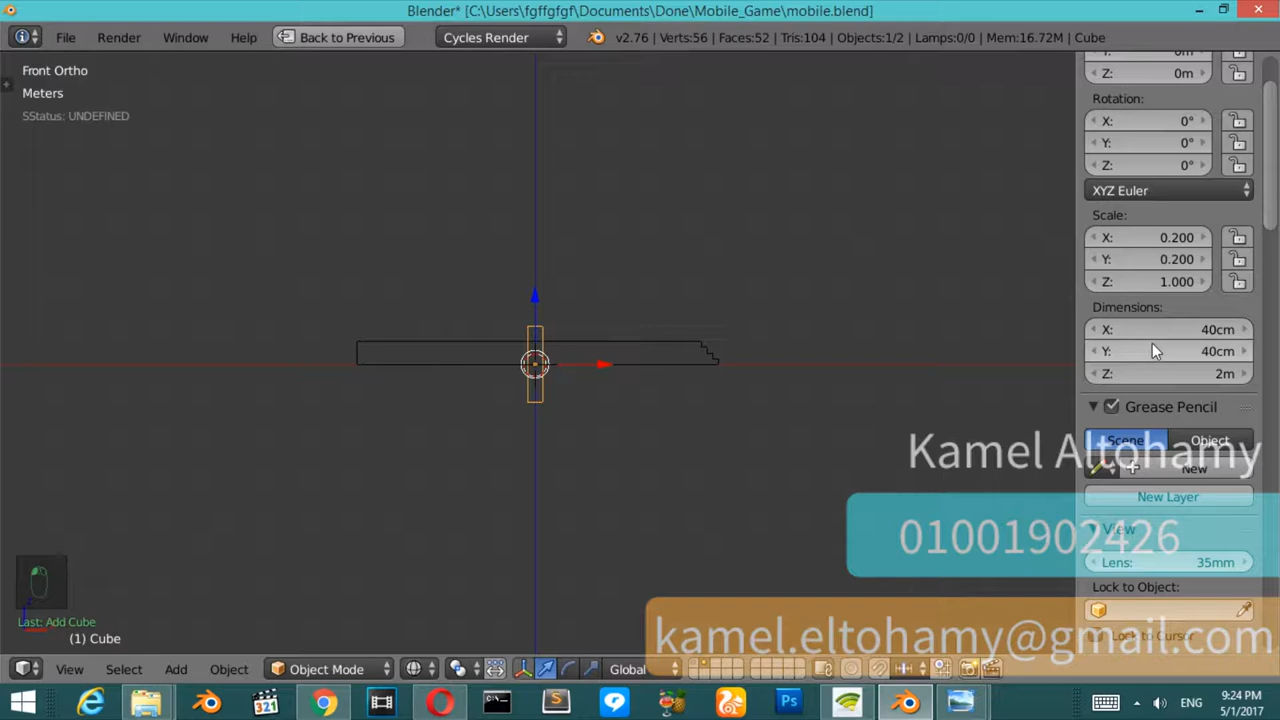 Blender* [C:\Users\fgffgfgf\Documents\Done\Mobile_Game\mobile.blend]
File Render Window Help Back to Previous Cycles Render v2.76 | Verts:56 | Faces:52 | Tris:104 | Objects:1/2 | Lamps:0/0 | Mem:16.72M | Cube
Front Ortho
Meters
SStatus: UNDEFINED
0m
Z: 0m
Rotation:
X: 0°
Y: 0°
Z: 0°
XYZ Euler
Scale:
X: 0.200
Y: 0.200
Z: 1.000
Dimensions:
X: 40cm
Y: 40cm
Z: 2m
Grease Pencil
Scene Object
Kamel Altohamy
New
New Layer
View
01001902426
Lens: 35mm
Lock to Object:
kamel.eltohamy@gmail.com
Lock to Cursor
Last: Add Cube
(1) Cube
View Select Add Object Object Mode Global
ENG 9:24 PM
5/1/2017